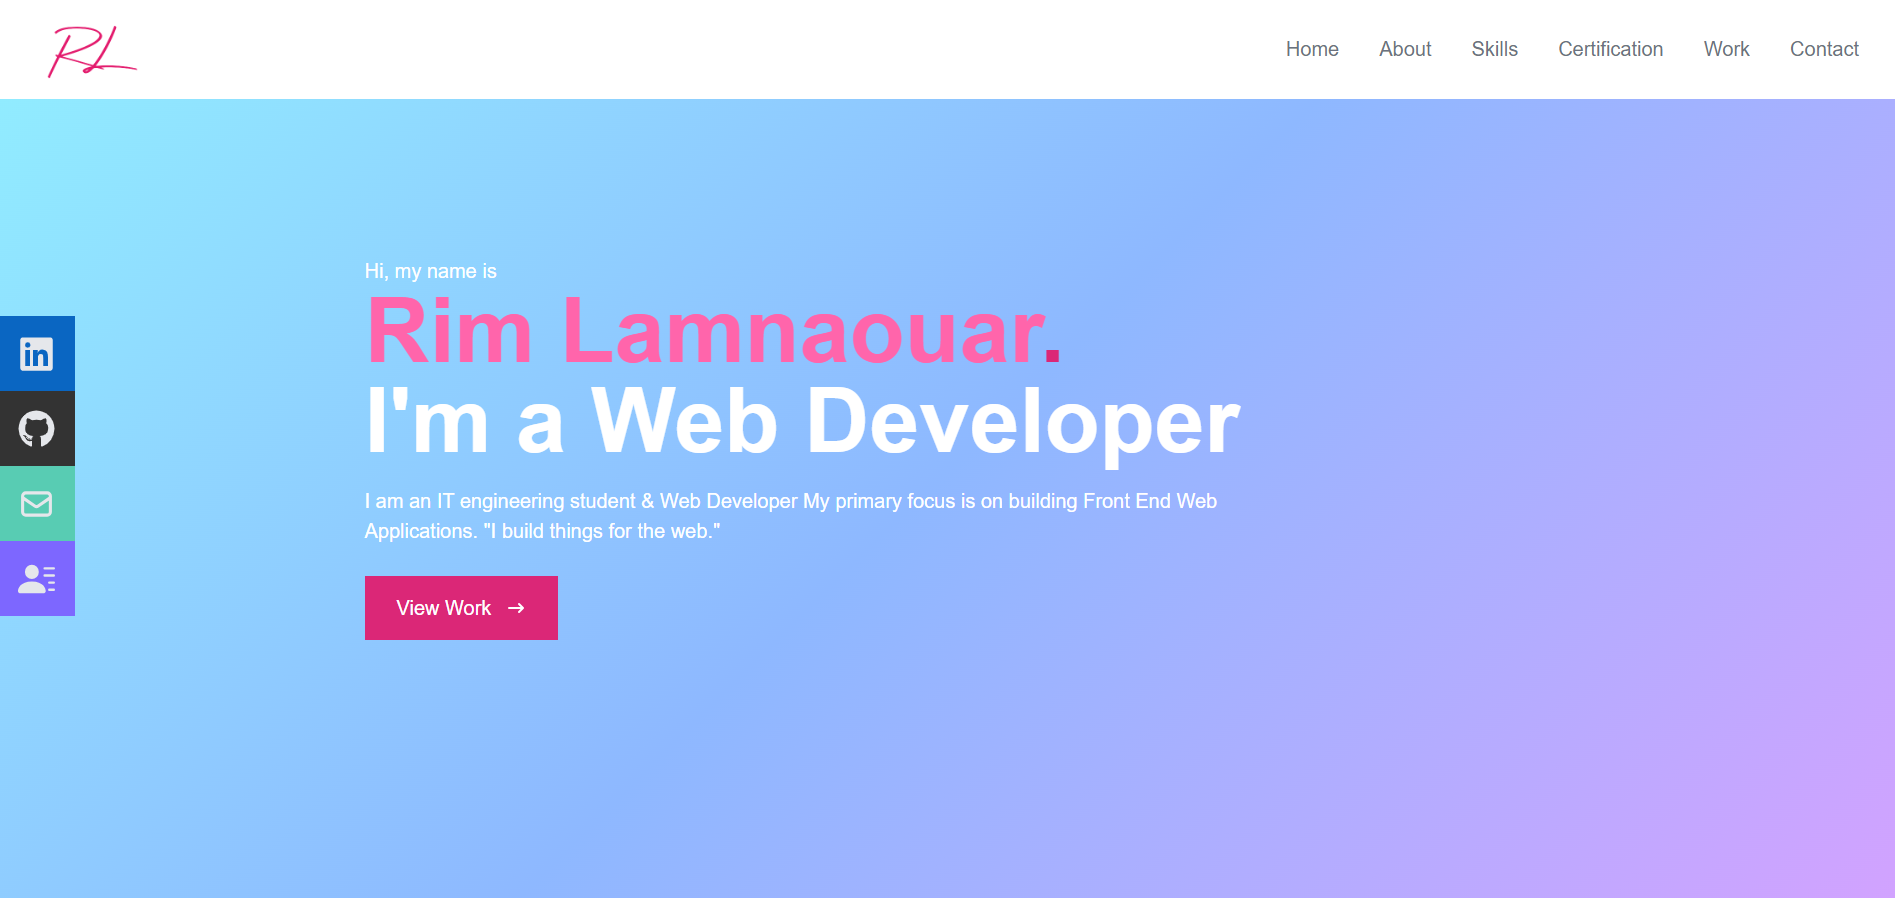 RL
Home About Skills Certification Work Contact
Hi, my name is
Rim Lamnaouar.
I'm a Web Developer
in
I am an IT engineering student & Web Developer My primary focus is on building Front End Web
Applications. "I build things for the web."
View Work →